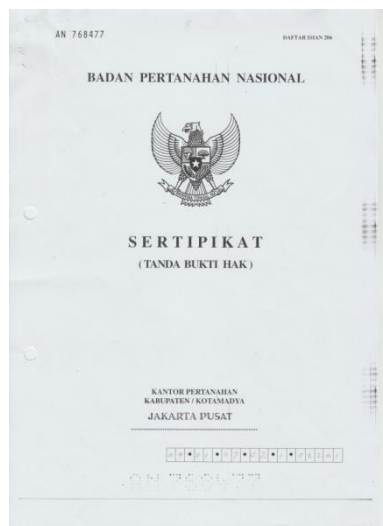 AN 768477
DAFTAR ISIAN 206
BADAN PERTANAHAN NASIONAL
SERTIPIKAT
(TANDA BUKTI HAK)
KANTOR PERTANAHAN
KABUPATEN / KOTAMADYA
JAKARTA PUSAT